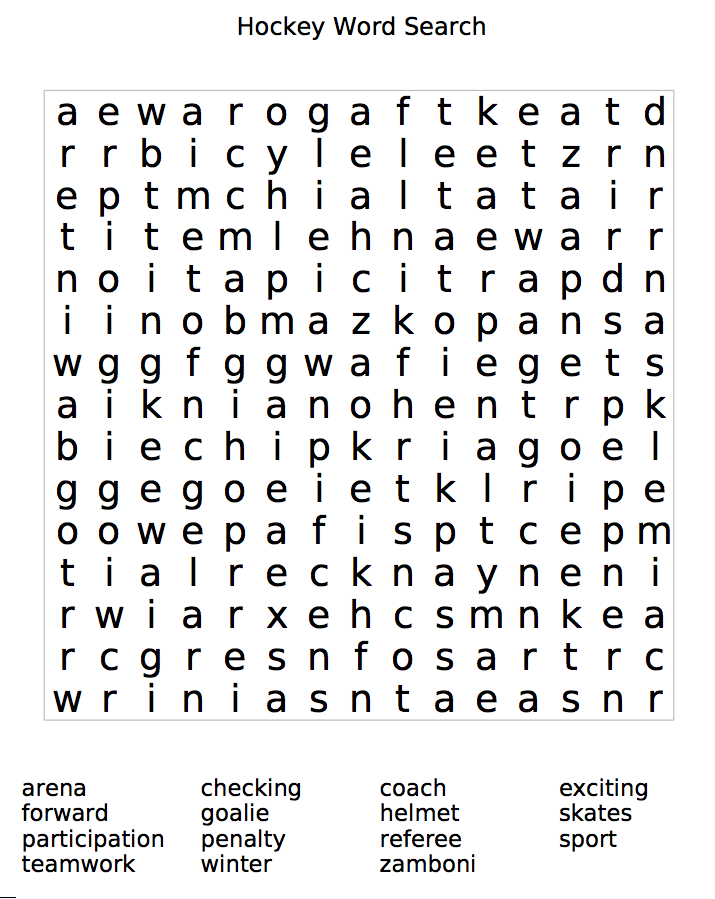 Hockey Word Search
a e w a r o g a f t k e a t d
r r b i c y l e l e e t z r n
e p t m c h i a l t a t a i r
t i t e m l e h n a e w a r r
n o i t a p i c i t r a p d n
i i n o b m a z k o p a n s a
w g g f g g w a f i e g e t s
a i k n i a n o h e n t r p k
b i e c h i p k r i a g o e l
g g e g o e i e t k l r i p e
o o w e p a f i s p t c e p m
t i a l r e c k n a y n e n i
r w i a r x e h c s m n k e a
r c g r e s n f o s a r t r c
w r i n i a s n t a e a s n r
arena checking coach exciting
forward goalie helmet skates
participation penalty referee sport
teamwork winter zamboni